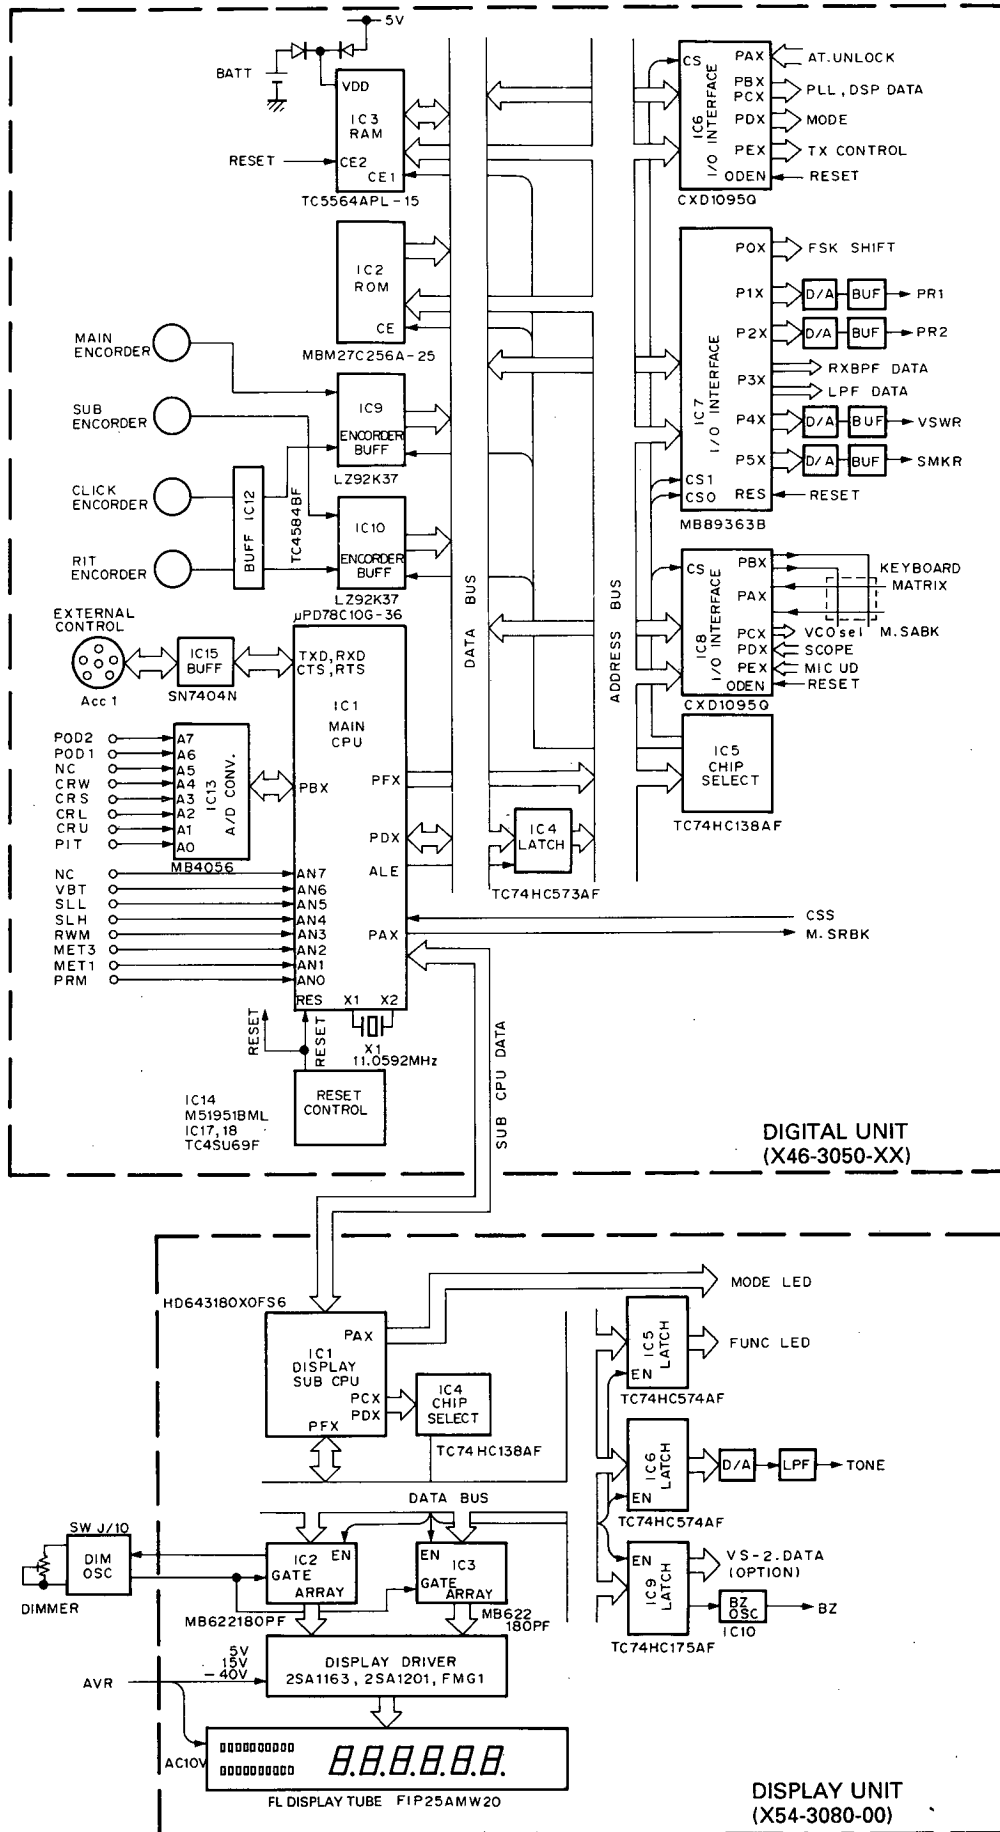 5V
BATT
VDD
IC3
RAM
RESET
CE2
CE1
TC5564APL-15
IC2
ROM
CE
MBM27C256A-25
MAIN
ENCORDER
SUB
ENCORDER
CLICK
ENCORDER
RIT
ENCORDER
BUFF IC12
TC4584BF
IC9
ENCORDER
BUFF
LZ92K37
IC10
ENCORDER
BUFF
LZ92K37
μPD78C10G-36
EXTERNAL
CONTROL
Acc 1
IC15
BUFF
SN7404N
TXD, RXD
CTS, RTS
IC1
MAIN
CPU
PBX
PFX
PDX
ALE
PAX
POD2
POD1
NC
CRW
CRS
CRL
CRU
PIT
A7
A6
A5
A4
A3
A2
A1
A0
IC13
A/D CONV.
MB4056
NC
VBT
SLL
SLH
RWM
MET3
MET1
PRM
AN7
AN6
AN5
AN4
AN3
AN2
AN1
AN0
RES
X1
X2
RESET
RESET
X1
11.0592MHz
RESET
CONTROL
IC14
M51951BML
IC17, 18
TC4SU69F
DATA BUS
ADDRESS BUS
IC4
LATCH
TC74HC573AF
CS
IC6
I/O INTERFACE
PAX
PBX
PCX
PDX
PEX
ODEN
AT.UNLOCK
PLL, DSP DATA
MODE
TX CONTROL
RESET
CXD1095Q
IC7
I/O INTERFACE
CS1
CS0
POX
P1X
P2X
P3X
P4X
P5X
RES
FSK SHIFT
D/A
BUF
PR1
D/A
BUF
PR2
RXBPF DATA
LPF DATA
D/A
BUF
VSWR
D/A
BUF
SMKR
RESET
MB89363B
CS
IC8
I/O INTERFACE
PBX
PAX
PCX
PDX
PEX
ODEN
KEYBOARD
MATRIX
VCOsel
M.SABK
SCOPE
MIC UD
RESET
CXD1095Q
IC5
CHIP
SELECT
TC74HC138AF
CSS
M. SRBK
SUB CPU DATA
DIGITAL UNIT
(X46-3050-XX)
HD643180X0FS6
PAX
IC1
DISPLAY
SUB CPU
PCX
PDX
PFX
IC4
CHIP
SELECT
TC74HC138AF
MODE LED
IC5
LATCH
EN
FUNC LED
TC74HC574AF
IC6
LATCH
EN
D/A
LPF
TONE
TC74HC574AF
EN
IC9
LATCH
VS-2.DATA
(OPTION)
BZ
OSC
IC10
BZ
TC74HC175AF
DATA BUS
SW J/10
DIM
OSC
DIMMER
IC2
EN
GATE
ARRAY
MB622180PF
EN
IC3
GATE
ARRAY
MB622
180PF
5V
15V
-40V
AVR
DISPLAY DRIVER
2SA1163, 2SA1201, FMG1
AC10V
8.8.8.8.8.8.
FL DISPLAY TUBE FIP25AMW20
DISPLAY UNIT
(X54-3080-00)